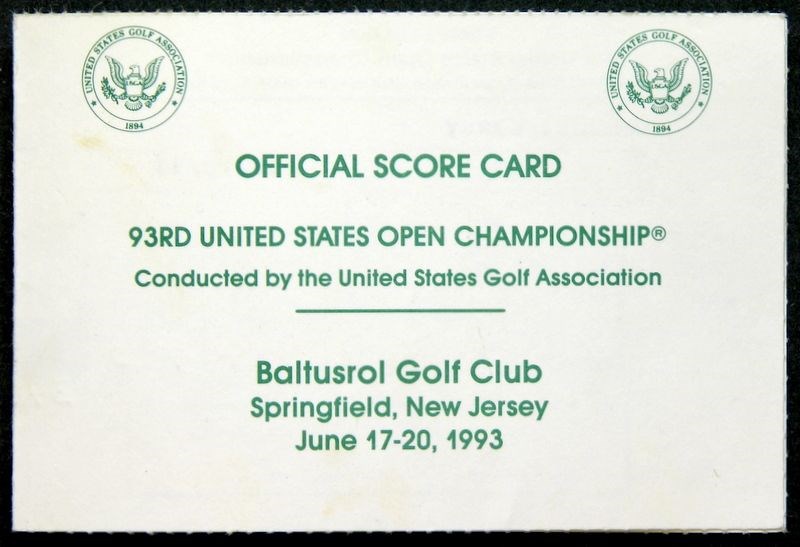 UNITED STATES GOLF ASSOCIATION
1894
UNITED STATES GOLF ASSOCIATION
1894
OFFICIAL SCORE CARD
93RD UNITED STATES OPEN CHAMPIONSHIP®
Conducted by the United States Golf Association
Baltusrol Golf Club
Springfield, New Jersey
June 17-20, 1993